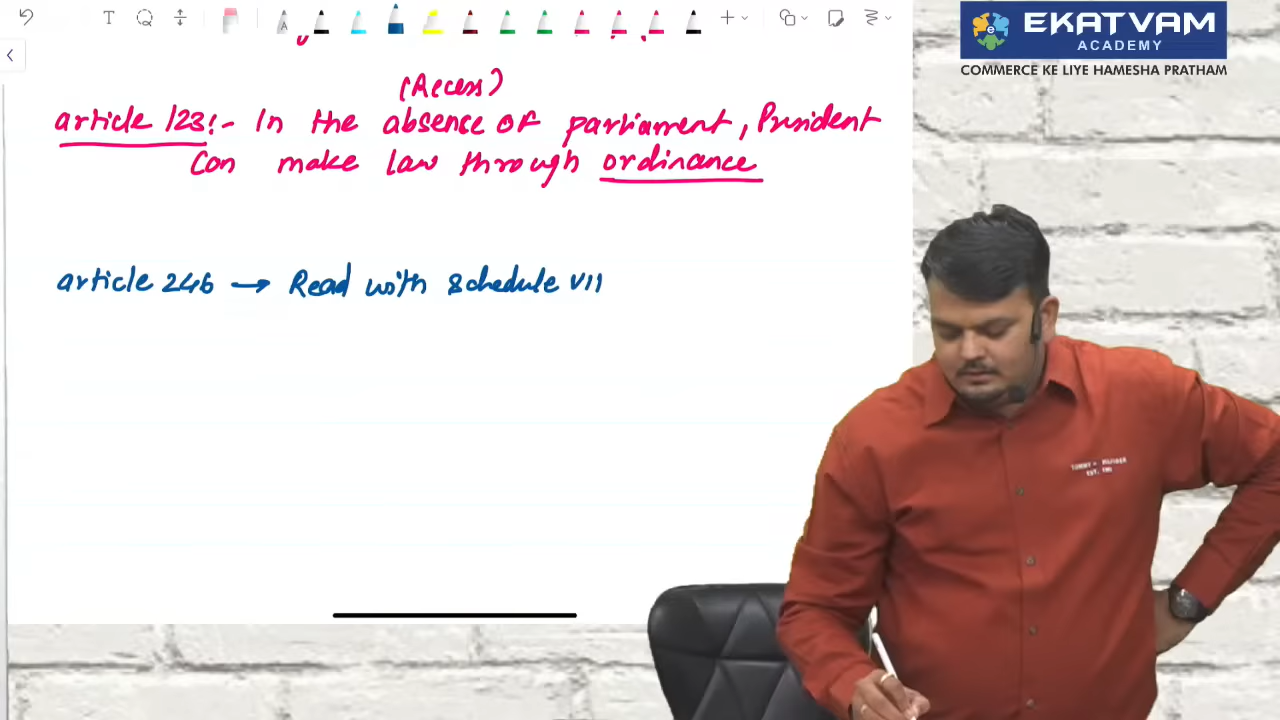 EKATVAM
ACADEMY
COMMERCE KE LIYE HAMESHA PRATHAM
(Recess)
article 123:- In the absence of parliament, President
Can make law through ordinance
article 246 → Read with schedule VII